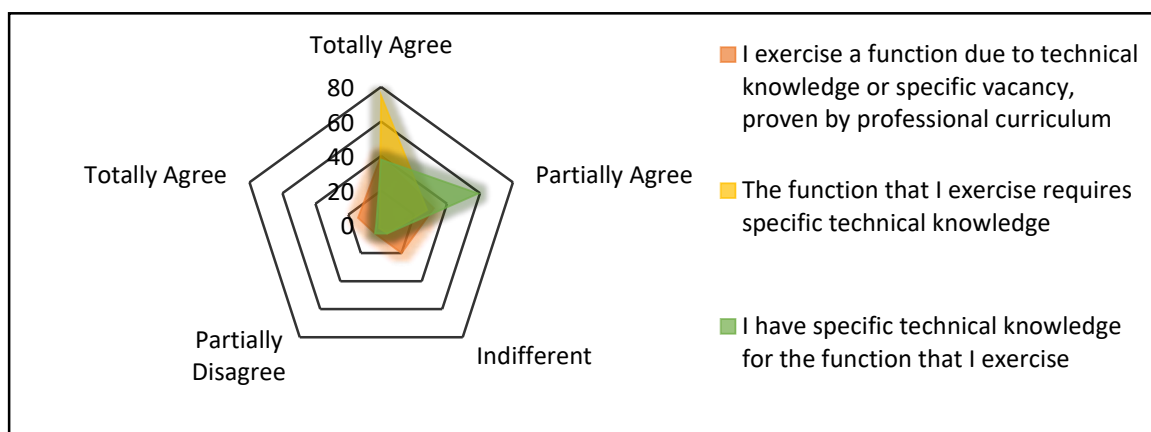 Totally Agree
80
60
40
20
0
Totally Agree
Partially Agree
Partially
Disagree
Indifferent
I exercise a function due to technical
knowledge or specific vacancy,
proven by professional curriculum
The function that I exercise requires
specific technical knowledge
I have specific technical knowledge
for the function that I exercise